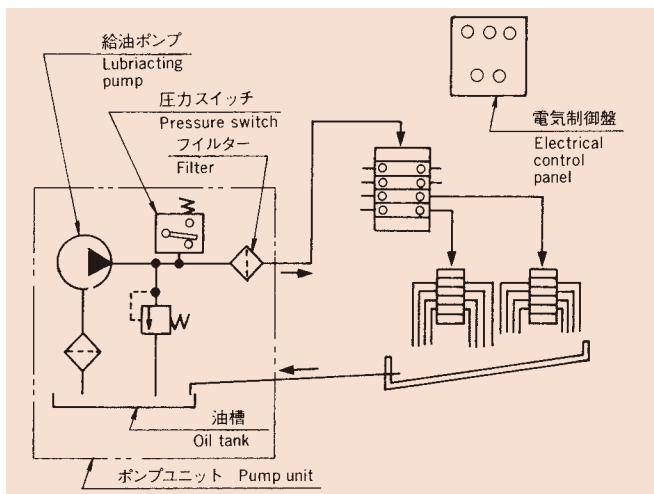 給油ポンプ
Lubriacting
pump
圧力スイッチ
Pressure switch
フイルター
Filter
電気制御盤
Electrical
control
panel
油槽
Oil tank
ポンプユニット Pump unit